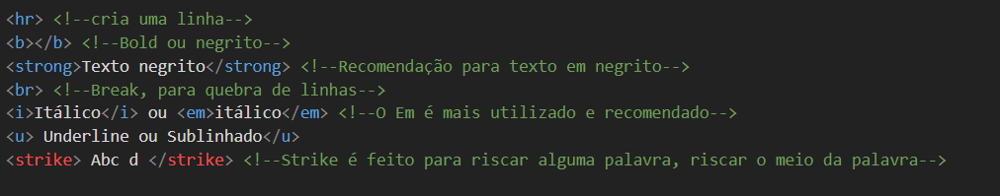 <hr> <!--cria uma linha-->
<b></b> <!--Bold ou negrito-->
<strong>Texto negrito</strong> <!--Recomendação para texto em negrito-->
<br> <!--Break, para quebra de linhas-->
<i>Itálico</i> ou <em>itálico</em> <!--O Em é mais utilizado e recomendado-->
<u> Underline ou Sublinhado</u>
<strike> Abc d </strike> <!--Strike é feito para riscar alguma palavra, riscar o meio da palavra-->